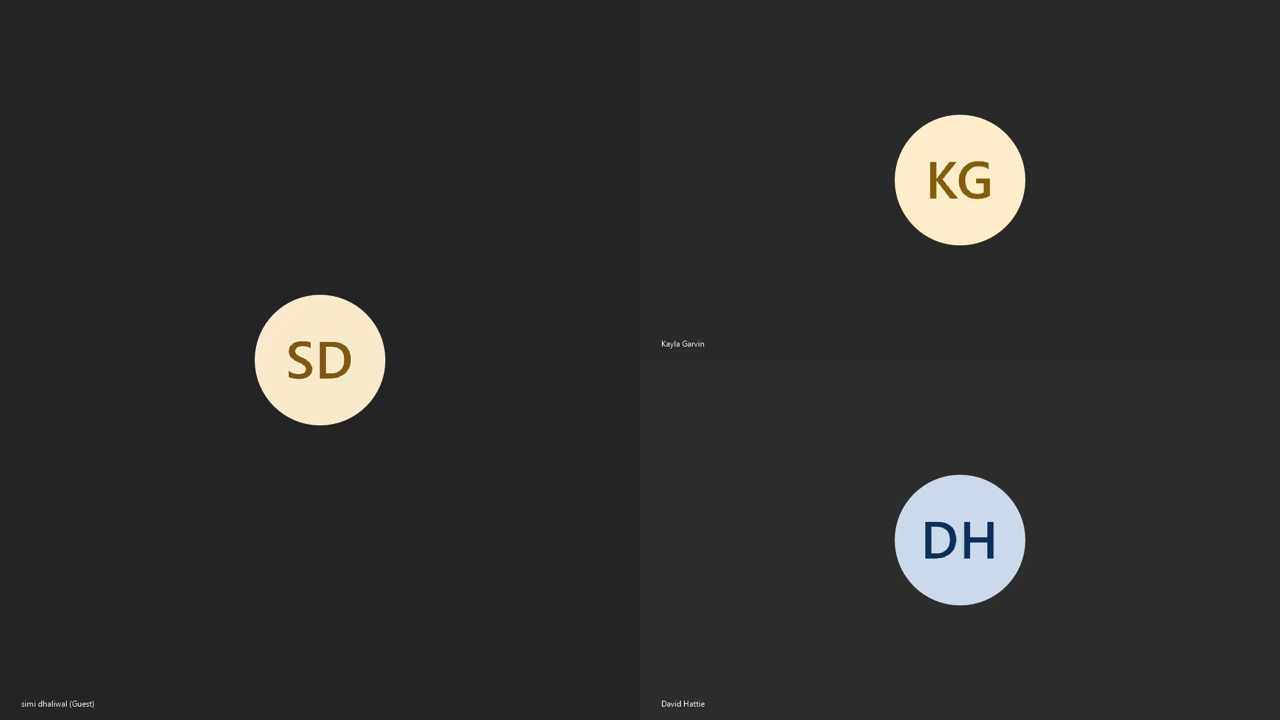 SD
simi dhaliwal (Guest)
KG
Kayla Garvin
DH
David Hattie